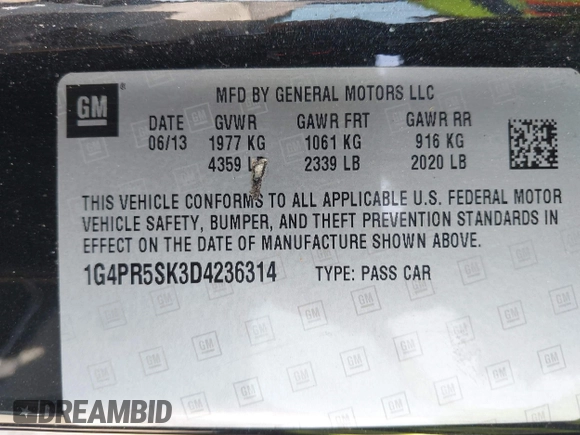 GM
MFD BY GENERAL MOTORS LLC
DATE GVWR GAWR FRT GAWR RR
06/13 1977 KG 1061 KG 916 KG
4359 2339 LB 2020 LB
THIS VEHICLE CONFORMS TO ALL APPLICABLE U.S. FEDERAL MOTOR
VEHICLE SAFETY, BUMPER, AND THEFT PREVENTION STANDARDS IN
EFFECT ON THE DATE OF MANUFACTURE SHOWN ABOVE.
1G4PR5SK3D4236314 TYPE: PASS CAR
DREAMBID